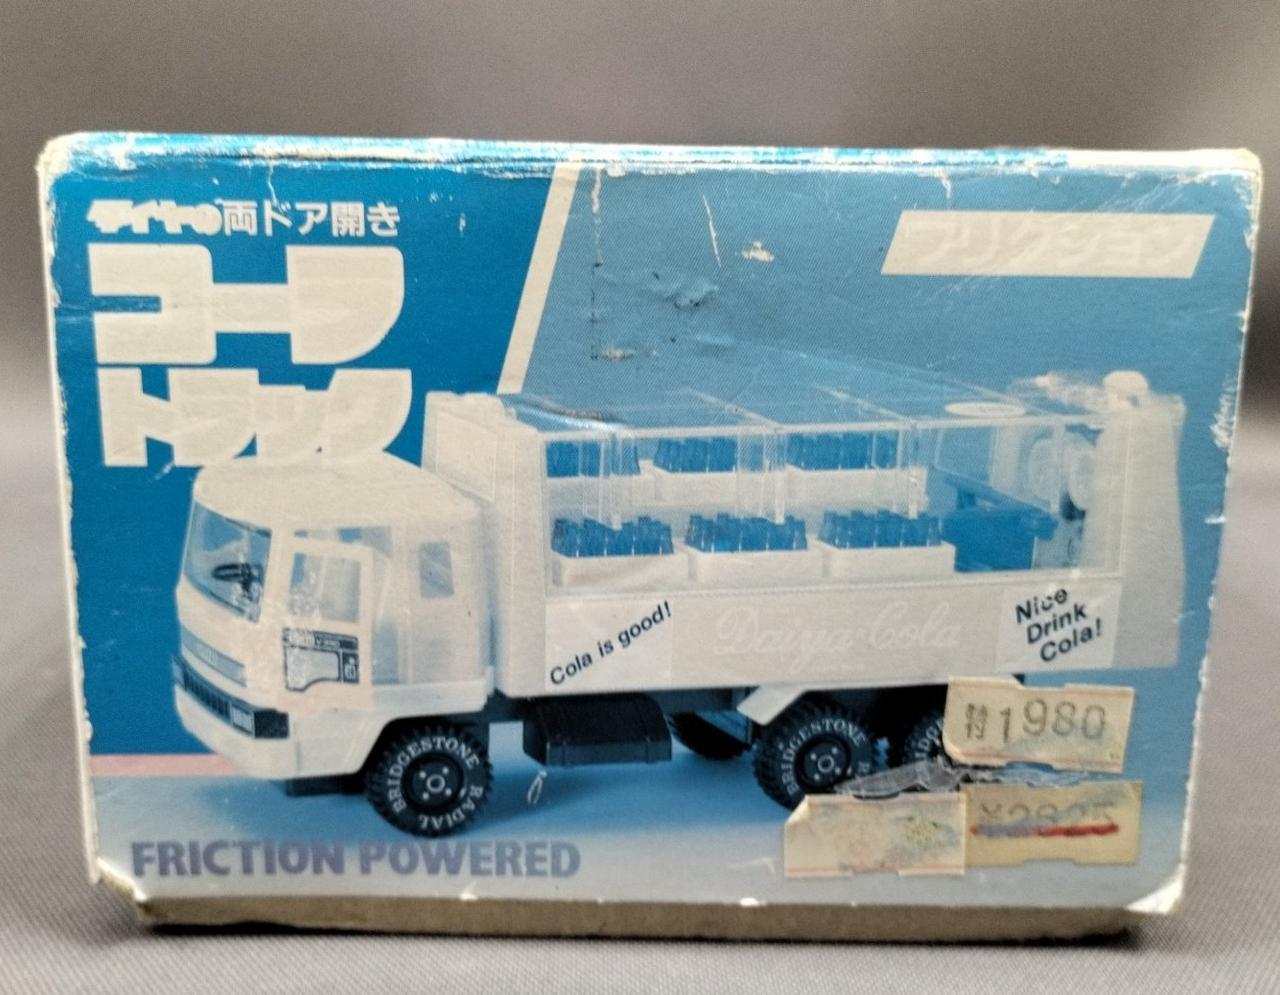 ダイヤの両ドア開き
コーラ
トラック
フリクション
Cola is good!
Daiya-Cola
Nice
Drink
Cola!
BRIDGESTONE RADIAL
BRIDGESTONE
1980
¥2825
FRICTION POWERED